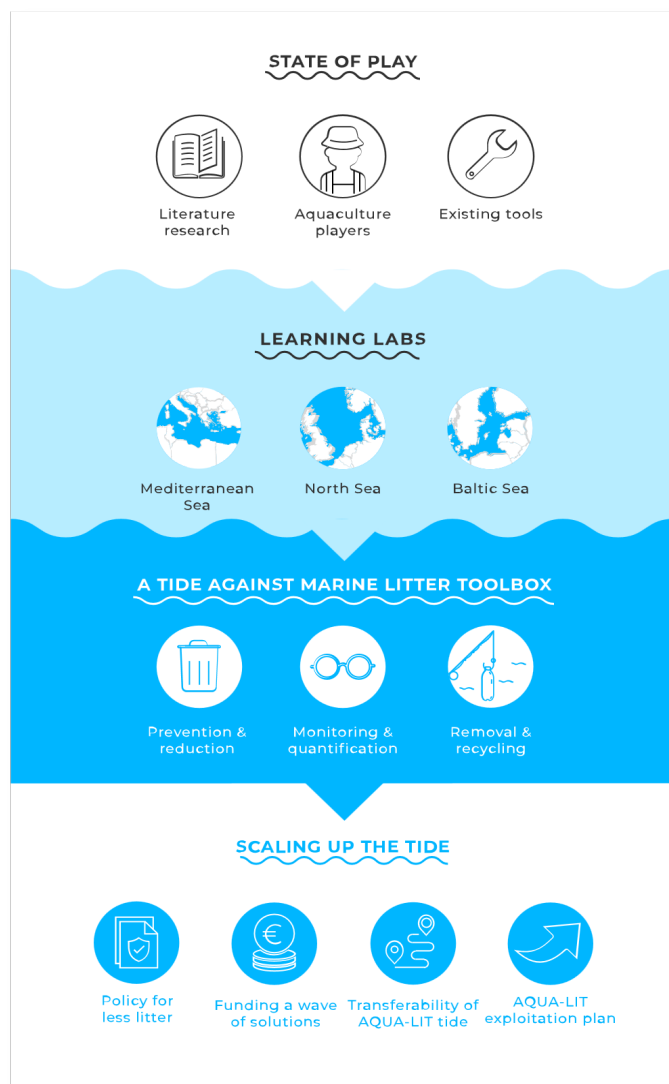 STATE OF PLAY
Literature
research
Aquaculture
players
Existing tools
LEARNING LABS
Mediterranean
Sea
North Sea
Baltic Sea
A TIDE AGAINST MARINE LITTER TOOLBOX
Prevention &
reduction
Monitoring &
quantification
Removal &
recycling
SCALING UP THE TIDE
Policy for
less litter
€
Funding a wave
of solutions
Transferability of
AQUA-LIT tide
AQUA-LIT
exploitation plan